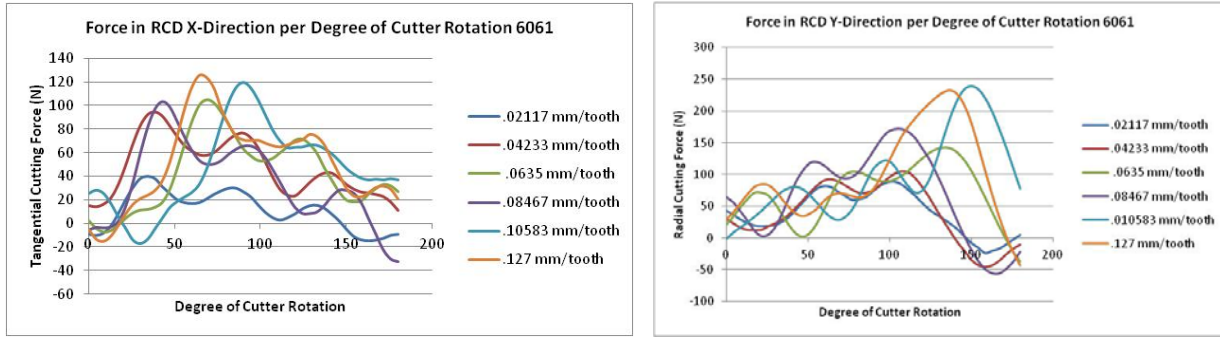 Force in RCD X-Direction per Degree of Cutter Rotation 6061
Tangential Cutting Force (N)
140
120
100
80
60
40
20
0
-20
-40
-60
0
50
100
150
200
Degree of Cutter Rotation
.02117 mm/tooth
.04233 mm/tooth
.0635 mm/tooth
.08467 mm/tooth
.10583 mm/tooth
.127 mm/tooth
Force in RCD Y-Direction per Degree of Cutter Rotation 6061
Radial Cutting Force (N)
300
250
200
150
100
50
0
-50
-100
0
50
100
150
200
Degree of Cutter Rotation
.02117 mm/tooth
.04233 mm/tooth
.0635 mm/tooth
.08467 mm/tooth
.010583 mm/tooth
.127 mm/tooth